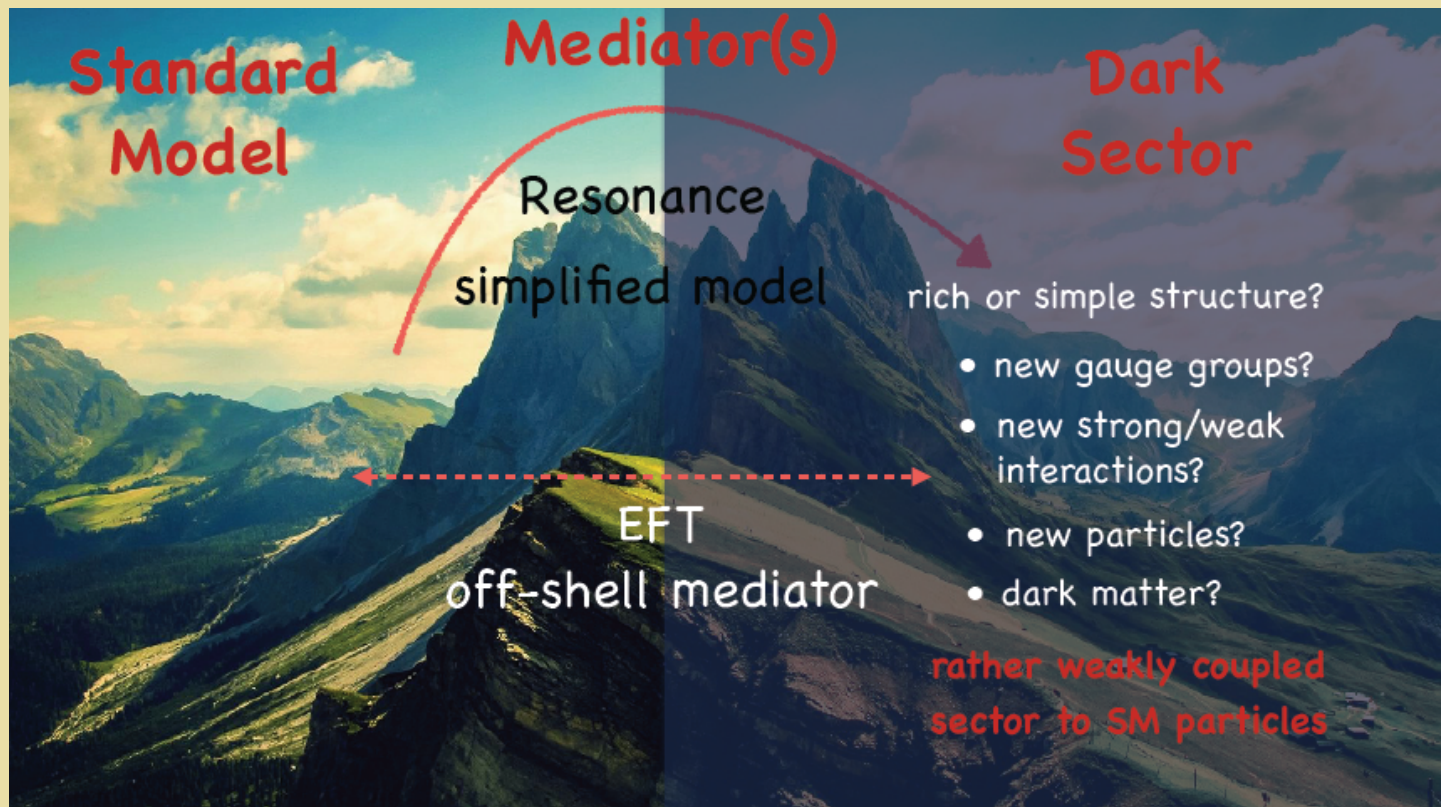 Standard
Model
Mediator(s)
Resonance
simplified model
EFT
off-shell mediator
Dark
Sector
rich or simple structure?
• new gauge groups?
• new strong/weak
interactions?
• new particles?
• dark matter?
rather weakly coupled
sector to SM particles